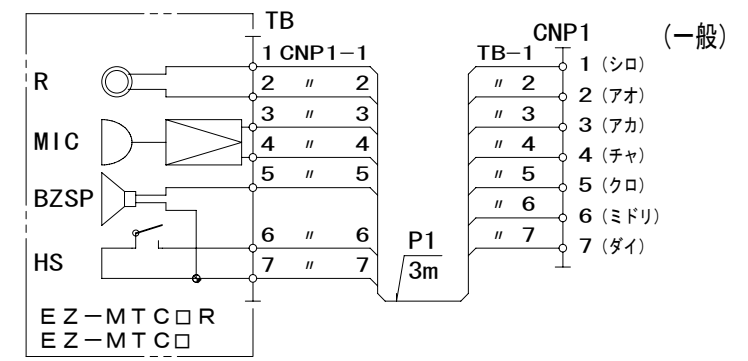 TB
CNP1
(一般)
1 CNP1-1
TB-1
1 (シロ)
R
2 〃 2
〃 2
2 (アオ)
3 〃 3
〃 3
3 (アカ)
MIC
4 〃 4
〃 4
4 (チャ)
5 〃 5
〃 5
5 (クロ)
BZSP
〃 6
6 (ミドリ)
6 〃 6
P1
〃 7
7 (ダイ)
HS
7 〃 7
3m
EZ-MTC□R
EZ-MTC□